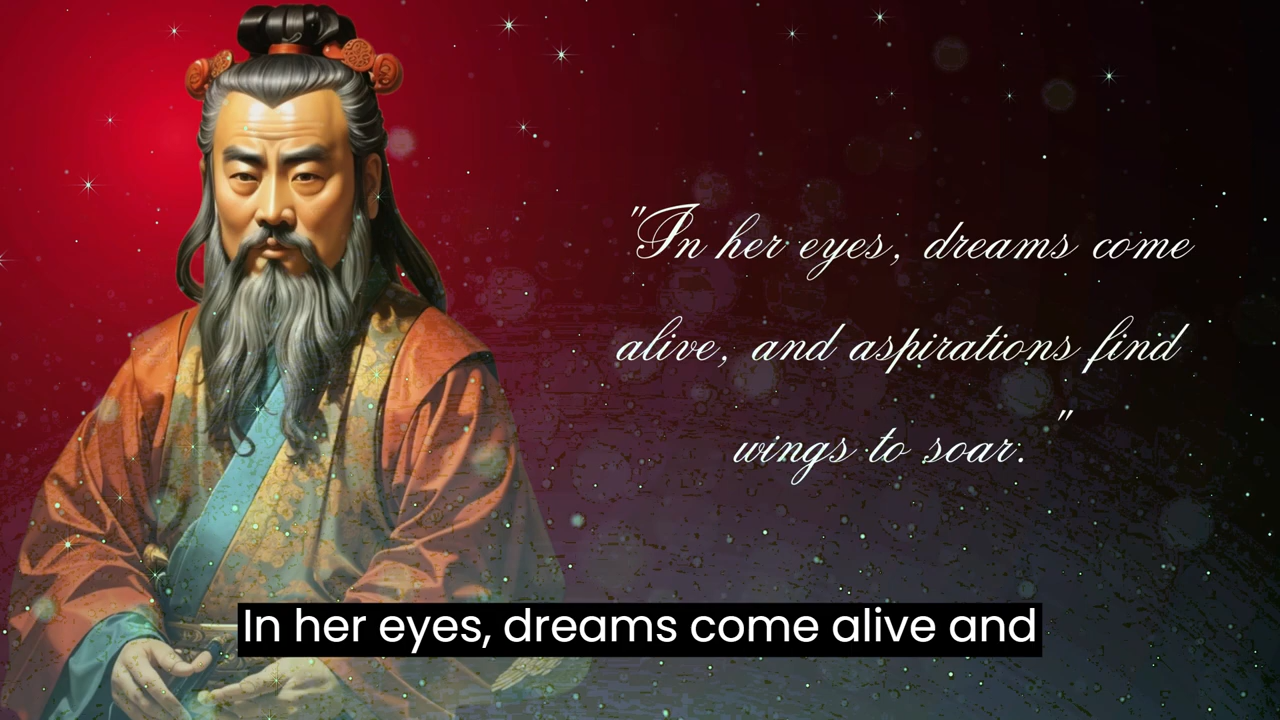 "In her eyes, dreams come
alive, and aspirations find
wings to soar."
In her eyes, dreams come alive and